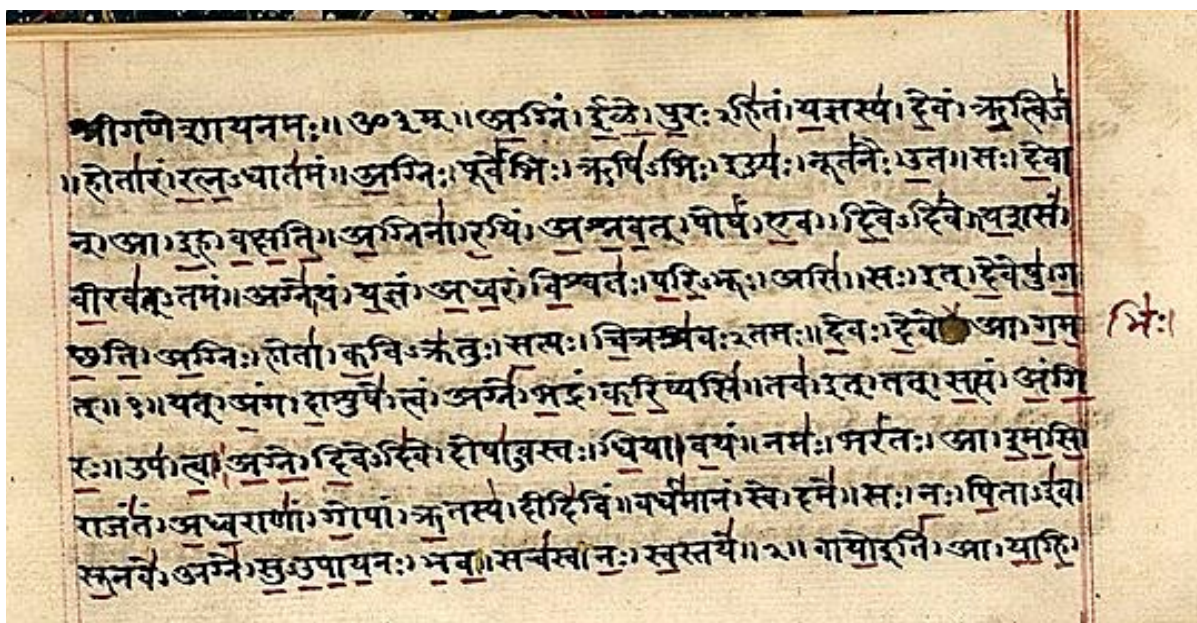 श्रीगणेशायनमः॥ॐ३म्॥अग्निं।ईळे।पुरःऽहितं।यज्ञस्य।देवं।ऋत्विजं
॥होतारं।रत्नऽधातमं॥अग्निः।पूर्वेभिः।ऋषिऽभिः।ईड्यः।नूतनैः।उत॥सः।देवा
न्।आ।इह।वक्षति॥अग्निना।रयिं।अश्नवत्।पोषं।एव।दिवेऽदिवे।यशसं
वीरवत्ऽतमं॥अग्नेयं।यज्ञं।अध्वरं।विश्वतः।परिऽभूः।असि॥सः।इत्।देवेषु।ग
छति।अग्निः।होता।कविऽक्रतुः।सत्यः।चित्रश्रवःऽतमः॥देवः।देवे आ।गम
भिः।
त्॥१॥यत्।अंग।दाशुषे।त्वं।अग्ने।भद्रं।करिष्यसि॥तव।इत्।तत्।सत्यं।अंगि
रः॥उप।त्वा।अग्ने।दिवेऽदिवे।दोषाऽवस्तः।धिया।वयं॥नमः।भरंतः।आ।इमसि
राजंतं।अध्वराणां।गोपां।ऋतस्य।दीदिविं॥वर्धमानं।स्वे।दमे॥सः।नः।पिताऽइव
सूनवे।अग्ने।सुऽउपायनः।भव॥सचस्व।नः।स्वस्तये॥२॥वायोइति।आ।याहि।